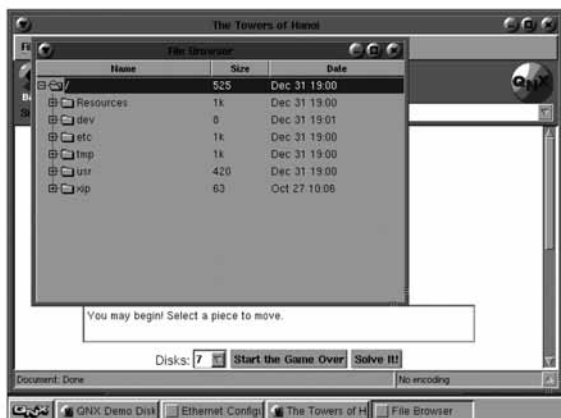 The Towers of Hanoi
File Browser
Name Size Date
/ 525 Dec 31 19:00
Resources 1k Dec 31 19:00
dev 0 Dec 31 19:01
etc 1k Dec 31 19:00
tmp 1k Dec 31 19:00
usr 420 Dec 31 19:00
xip 63 Oct 27 10:06
QNX
You may begin! Select a piece to move.
Disks: 7 Start the Game Over Solve It!
Document: Done No encoding
QNX QNX Demo Disk Ethernet Configu The Towers of H File Browser